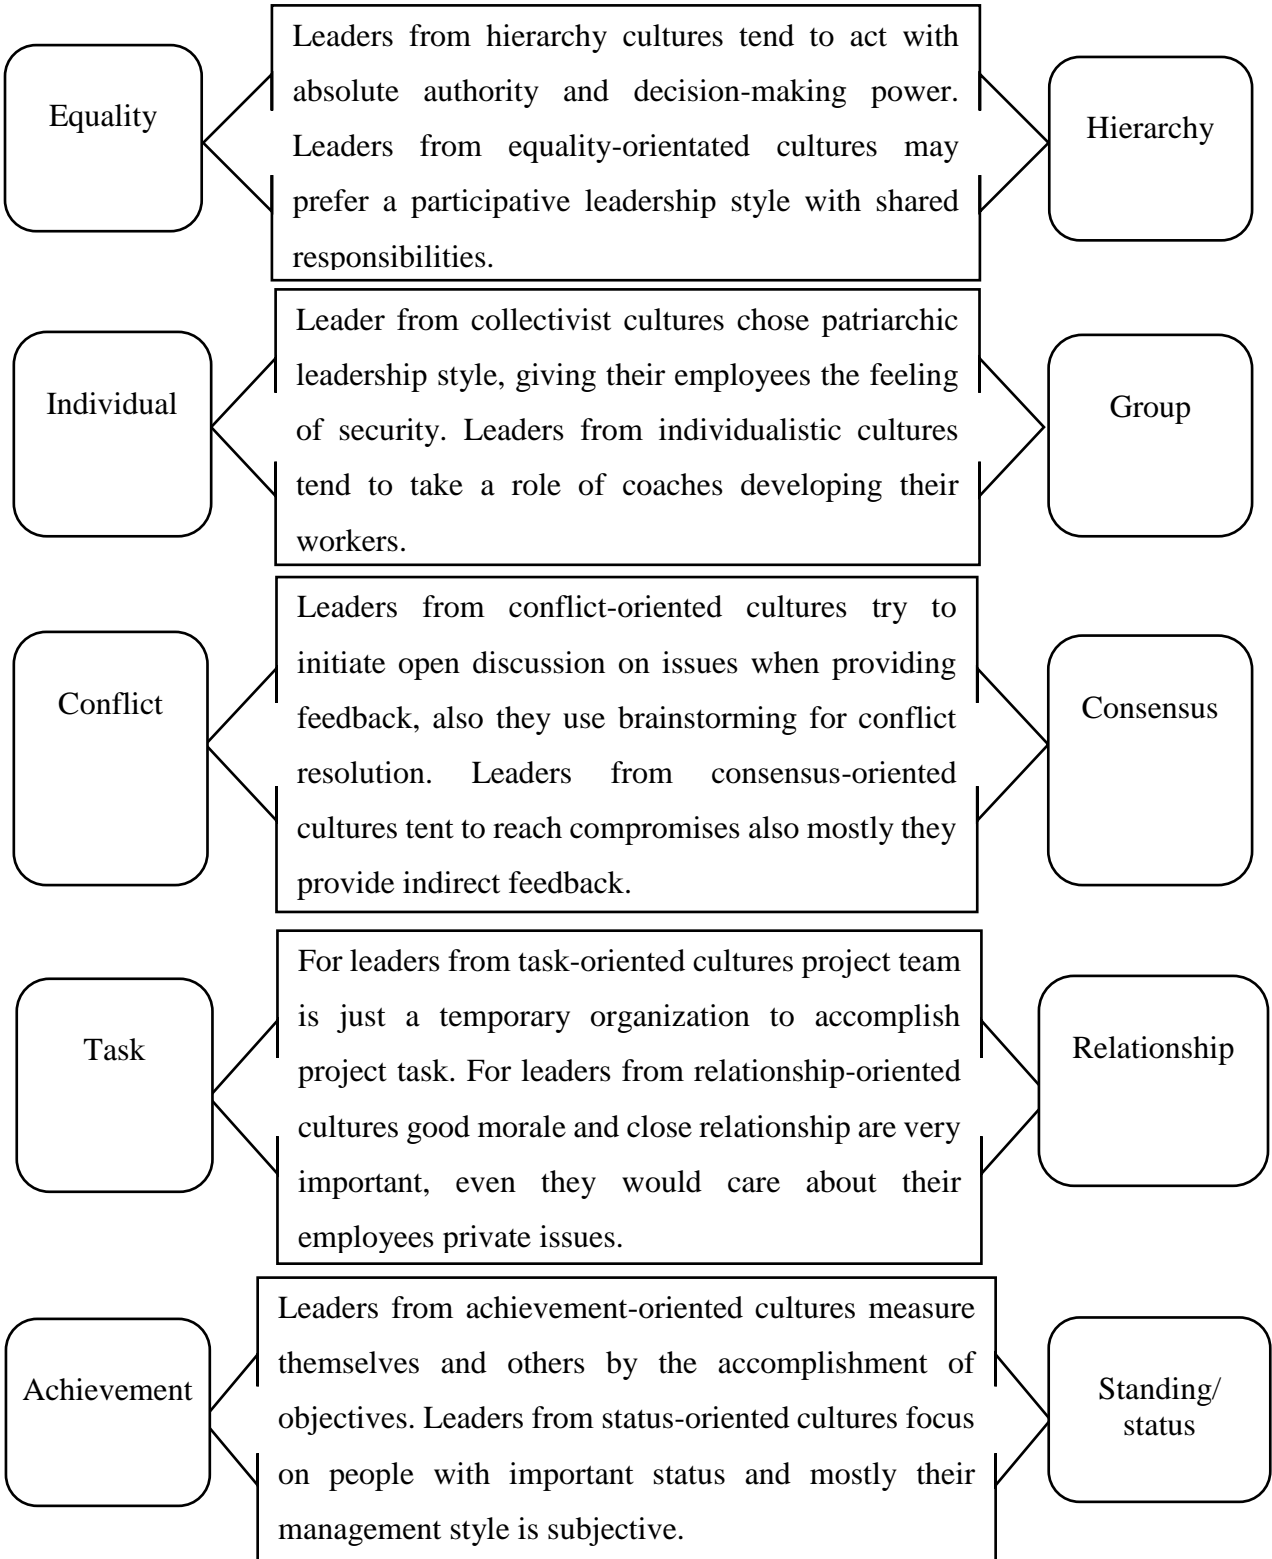 Equality
Leaders from hierarchy cultures tend to act with
absolute authority and decision-making power.
Leaders from equality-orientated cultures may
prefer a participative leadership style with shared
responsibilities.
Hierarchy
Individual
Leader from collectivist cultures chose patriarchic
leadership style, giving their employees the feeling
of security. Leaders from individualistic cultures
tend to take a role of coaches developing their
workers.
Group
Conflict
Leaders from conflict-oriented cultures try to
initiate open discussion on issues when providing
feedback, also they use brainstorming for conflict
resolution. Leaders from consensus-oriented
cultures tent to reach compromises also mostly they
provide indirect feedback.
Consensus
Task
For leaders from task-oriented cultures project team
is just a temporary organization to accomplish
project task. For leaders from relationship-oriented
cultures good morale and close relationship are very
important, even they would care about their
employees private issues.
Relationship
Achievement
Leaders from achievement-oriented cultures measure
themselves and others by the accomplishment of
objectives. Leaders from status-oriented cultures focus
on people with important status and mostly their
management style is subjective.
Standing/
status